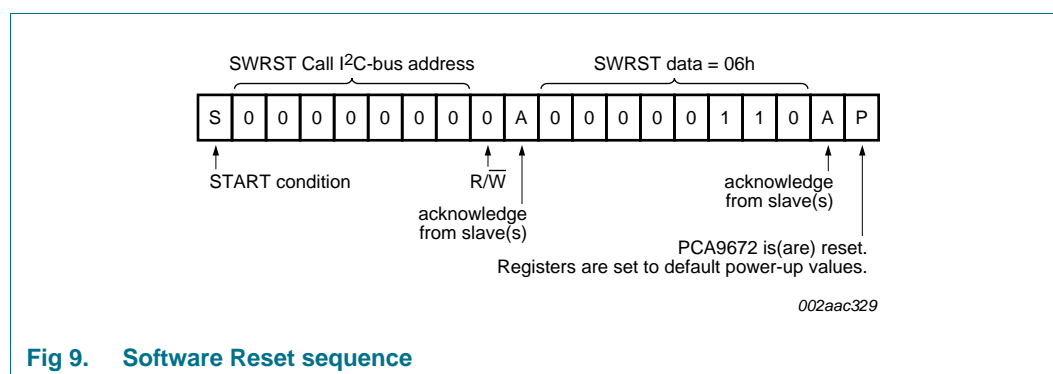 SWRST Call I²C-bus address SWRST data = 06h
S 0 0 0 0 0 0 0 0 A 0 0 0 0 0 1 1 0 A P
START condition R/W̅ acknowledge
from slave(s)
acknowledge
from slave(s)
PCA9672 is(are) reset.
Registers are set to default power-up values.
002aac329
Fig 9. Software Reset sequence